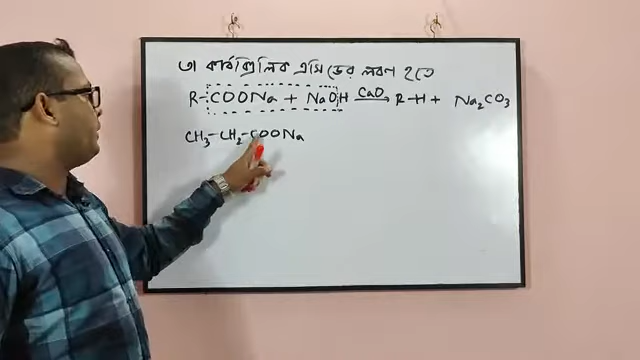 তা কার্বক্সিলিক এসিডের লবণ হতে
R-COONa + NaOH CaO→ R-H + Na₂CO₃
CH₃-CH₂-COONa